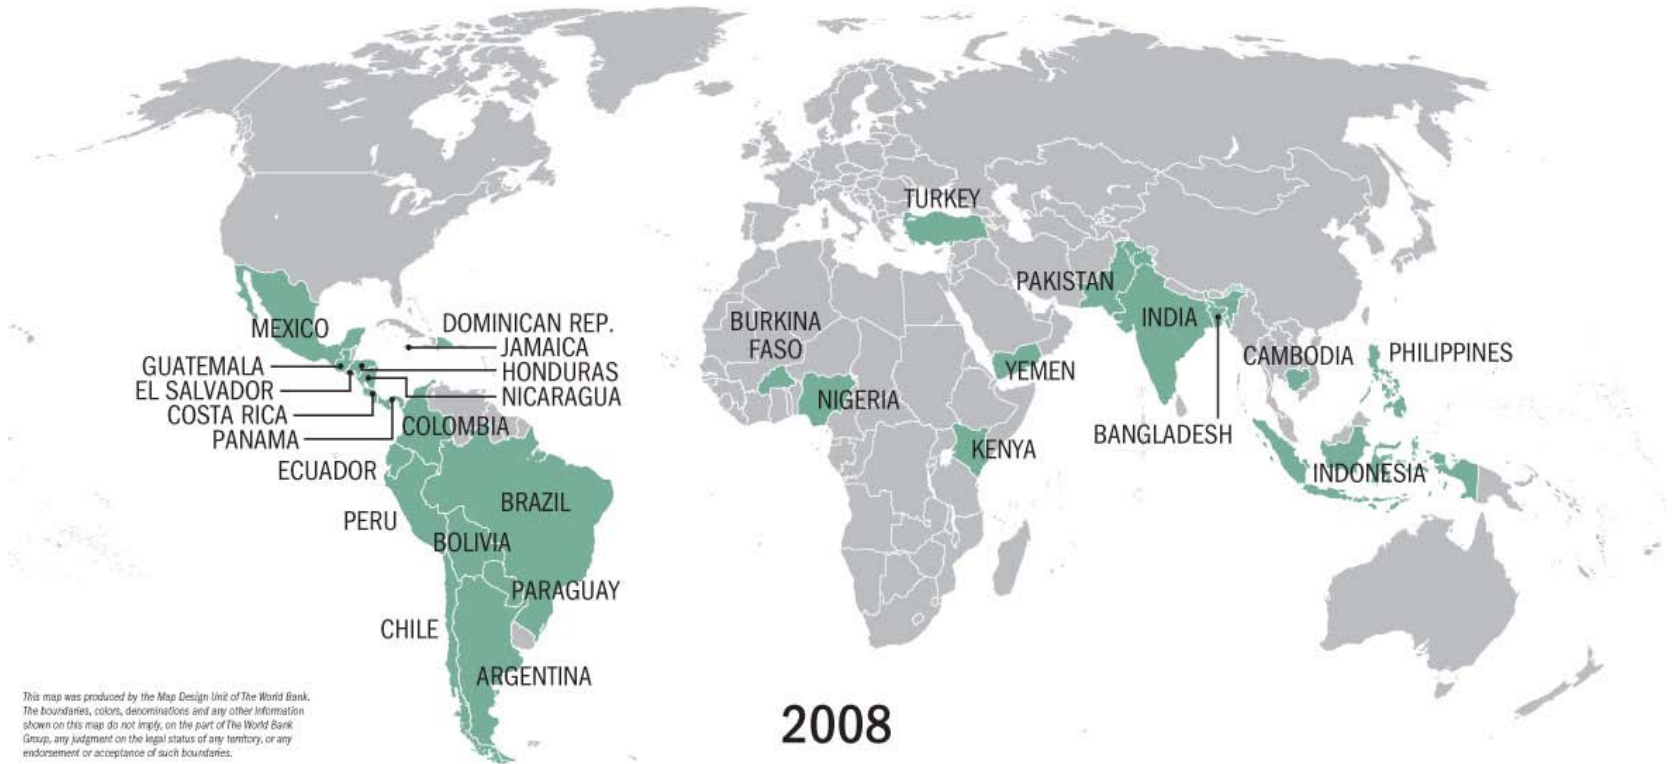 TURKEY
PAKISTAN
INDIA
BURKINA
FASO
DOMINICAN REP.
MEXICO
JAMAICA
GUATEMALA
HONDURAS
EL SALVADOR
NICARAGUA
COSTA RICA
PANAMA
COLOMBIA
YEMEN
NIGERIA
CAMBODIA
PHILIPPINES
BANGLADESH
KENYA
ECUADOR
INDONESIA
BRAZIL
PERU
BOLIVIA
PARAGUAY
CHILE
ARGENTINA
This map was produced by the Map Design Unit of The World Bank.
The boundaries, colors, denominations and any other information
shown on this map do not imply, on the part of The World Bank
Group, any judgment on the legal status of any territory, or any
endorsement or acceptance of such boundaries.
2008